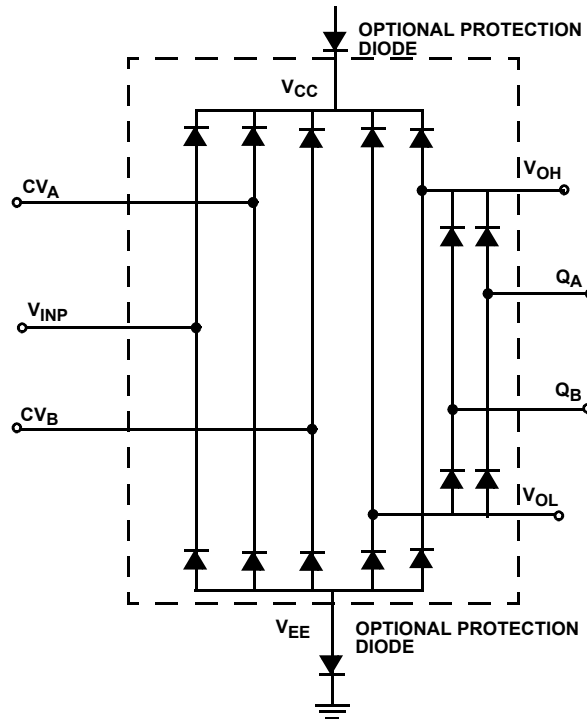 OPTIONAL PROTECTION
DIODE
VCC
VOH
CVA
QA
VINP
QB
CVB
VOL
VEE
OPTIONAL PROTECTION
DIODE